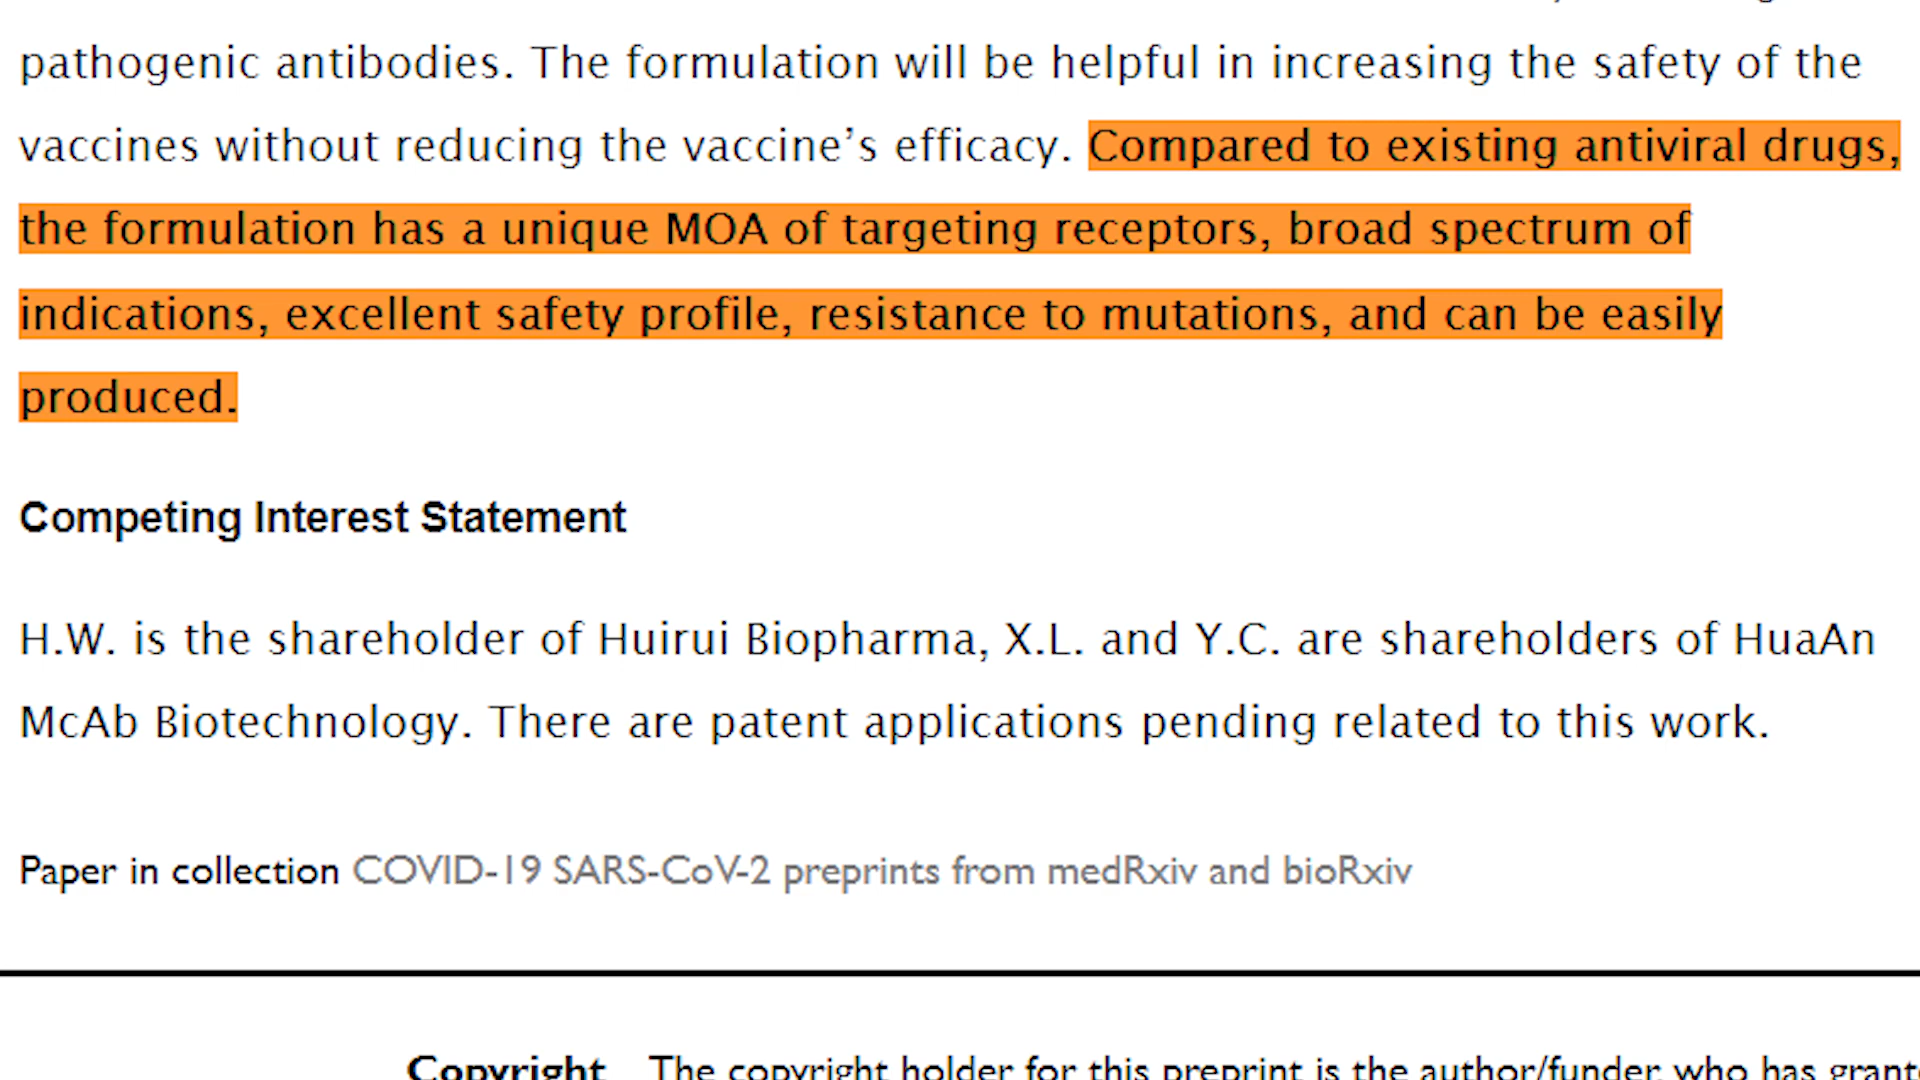 pathogenic antibodies. The formulation will be helpful in increasing the safety of the
vaccines without reducing the vaccine’s efficacy. Compared to existing antiviral drugs,
the formulation has a unique MOA of targeting receptors, broad spectrum of
indications, excellent safety profile, resistance to mutations, and can be easily
produced.
Competing Interest Statement
H.W. is the shareholder of Huirui Biopharma, X.L. and Y.C. are shareholders of HuaAn
McAb Biotechnology. There are patent applications pending related to this work.
Paper in collection COVID-19 SARS-CoV-2 preprints from medRxiv and bioRxiv
Copyright The copyright holder for this preprint is the author/funder, who has